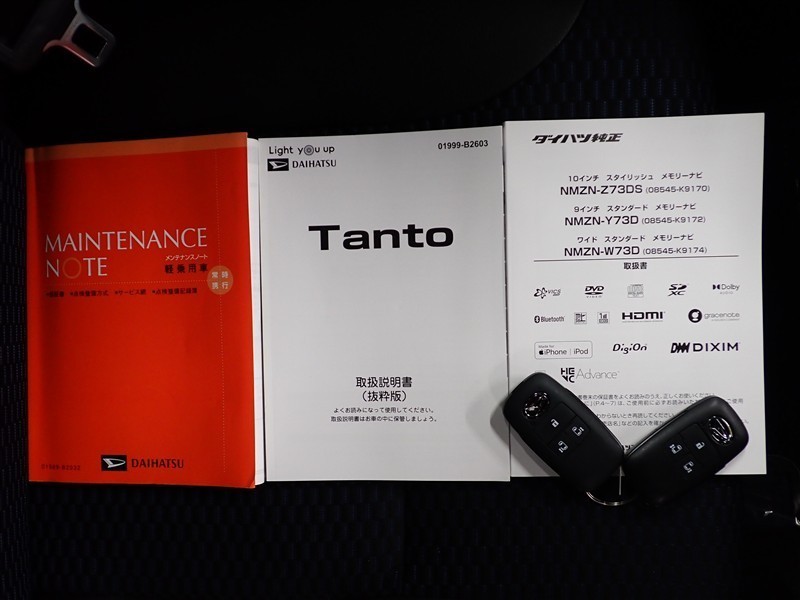 MAINTENANCE
NOTE
メンテナンスノート
軽乗用車
常時
携行
DAIHATSU
Light you up
DAIHATSU
01999-B2603
Tanto
取扱説明書
（抜粋版）
よくお読みになって使用してください。
取扱説明書はお車の中に保管しましょう。
ダイハツ純正
10インチ スタイリッシュ メモリーナビ
NMZN-Z73DS (08545-K9170)
9インチ スタンダード メモリーナビ
NMZN-Y73D (08545-K9172)
ワイド スタンダード メモリーナビ
NMZN-W73D (08545-K9174)
取扱書
VICS
DVD
VIDEO
SD XC
Dolby
AUDIO
Bluetooth
HDMI
gracenote
Made for
iPhone | iPod
DigiOn
DIXIM
Advance